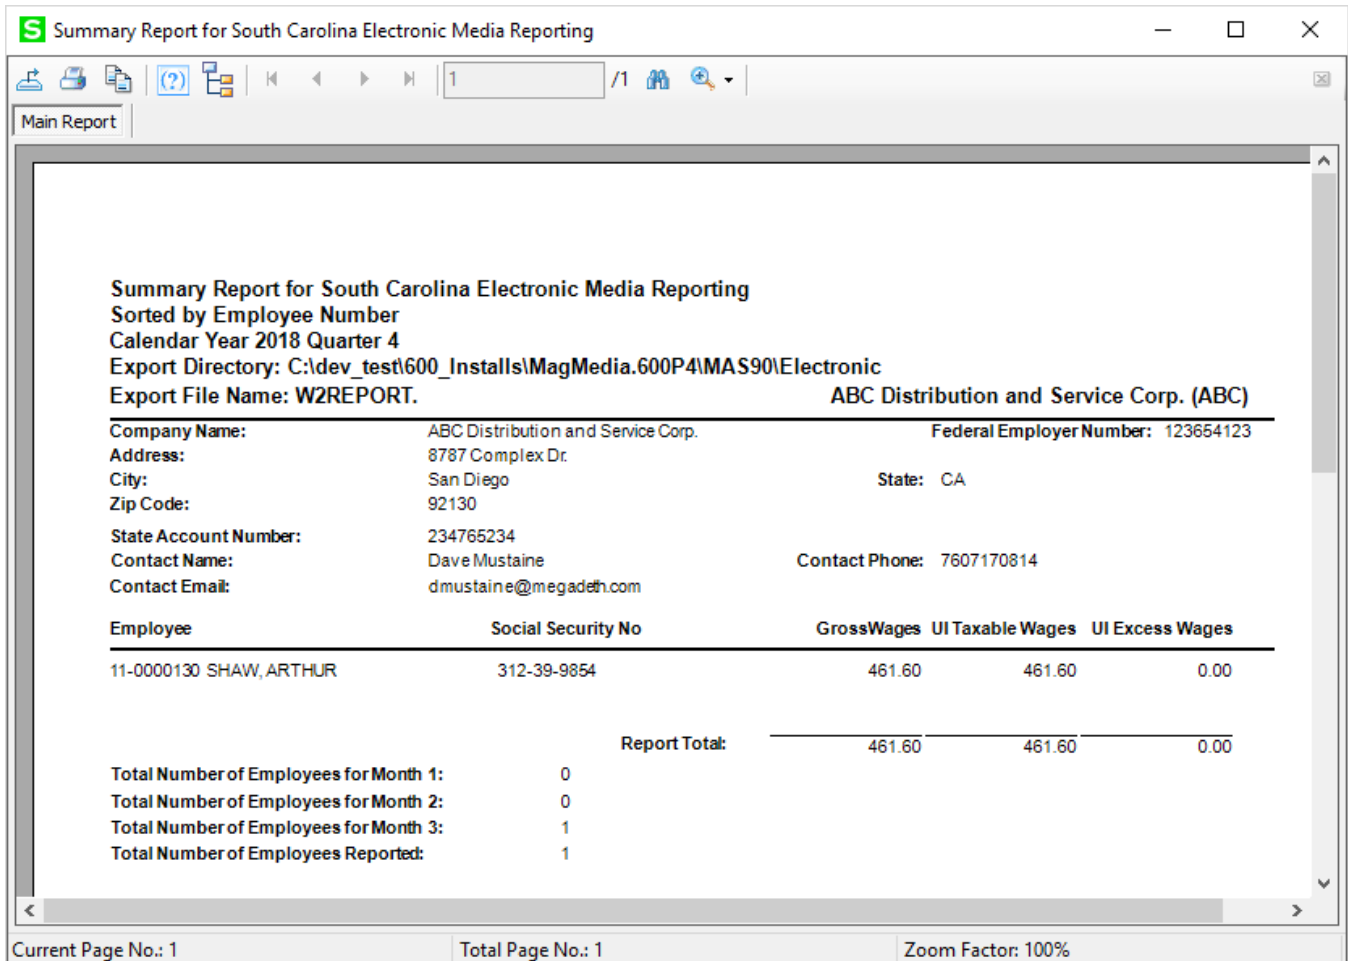 S Summary Report for South Carolina Electronic Media Reporting
(?) 1 /1
Main Report
Summary Report for South Carolina Electronic Media Reporting
Sorted by Employee Number
Calendar Year 2018 Quarter 4
Export Directory: C:\dev_test\600_Installs\MagMedia.600P4\MAS90\Electronic
Export File Name: W2REPORT. ABC Distribution and Service Corp. (ABC)
Company Name: ABC Distribution and Service Corp. Federal Employer Number: 123654123
Address: 8787 Complex Dr.
City: San Diego State: CA
Zip Code: 92130
State Account Number: 234765234
Contact Name: Dave Mustaine Contact Phone: 7607170814
Contact Email: dmustaine@megadeth.com
Employee Social Security No GrossWages UI Taxable Wages UI Excess Wages
11-0000130 SHAW, ARTHUR 312-39-9854 461.60 461.60 0.00
Report Total: 461.60 461.60 0.00
Total Number of Employees for Month 1: 0
Total Number of Employees for Month 2: 0
Total Number of Employees for Month 3: 1
Total Number of Employees Reported: 1
Current Page No.: 1 Total Page No.: 1 Zoom Factor: 100%